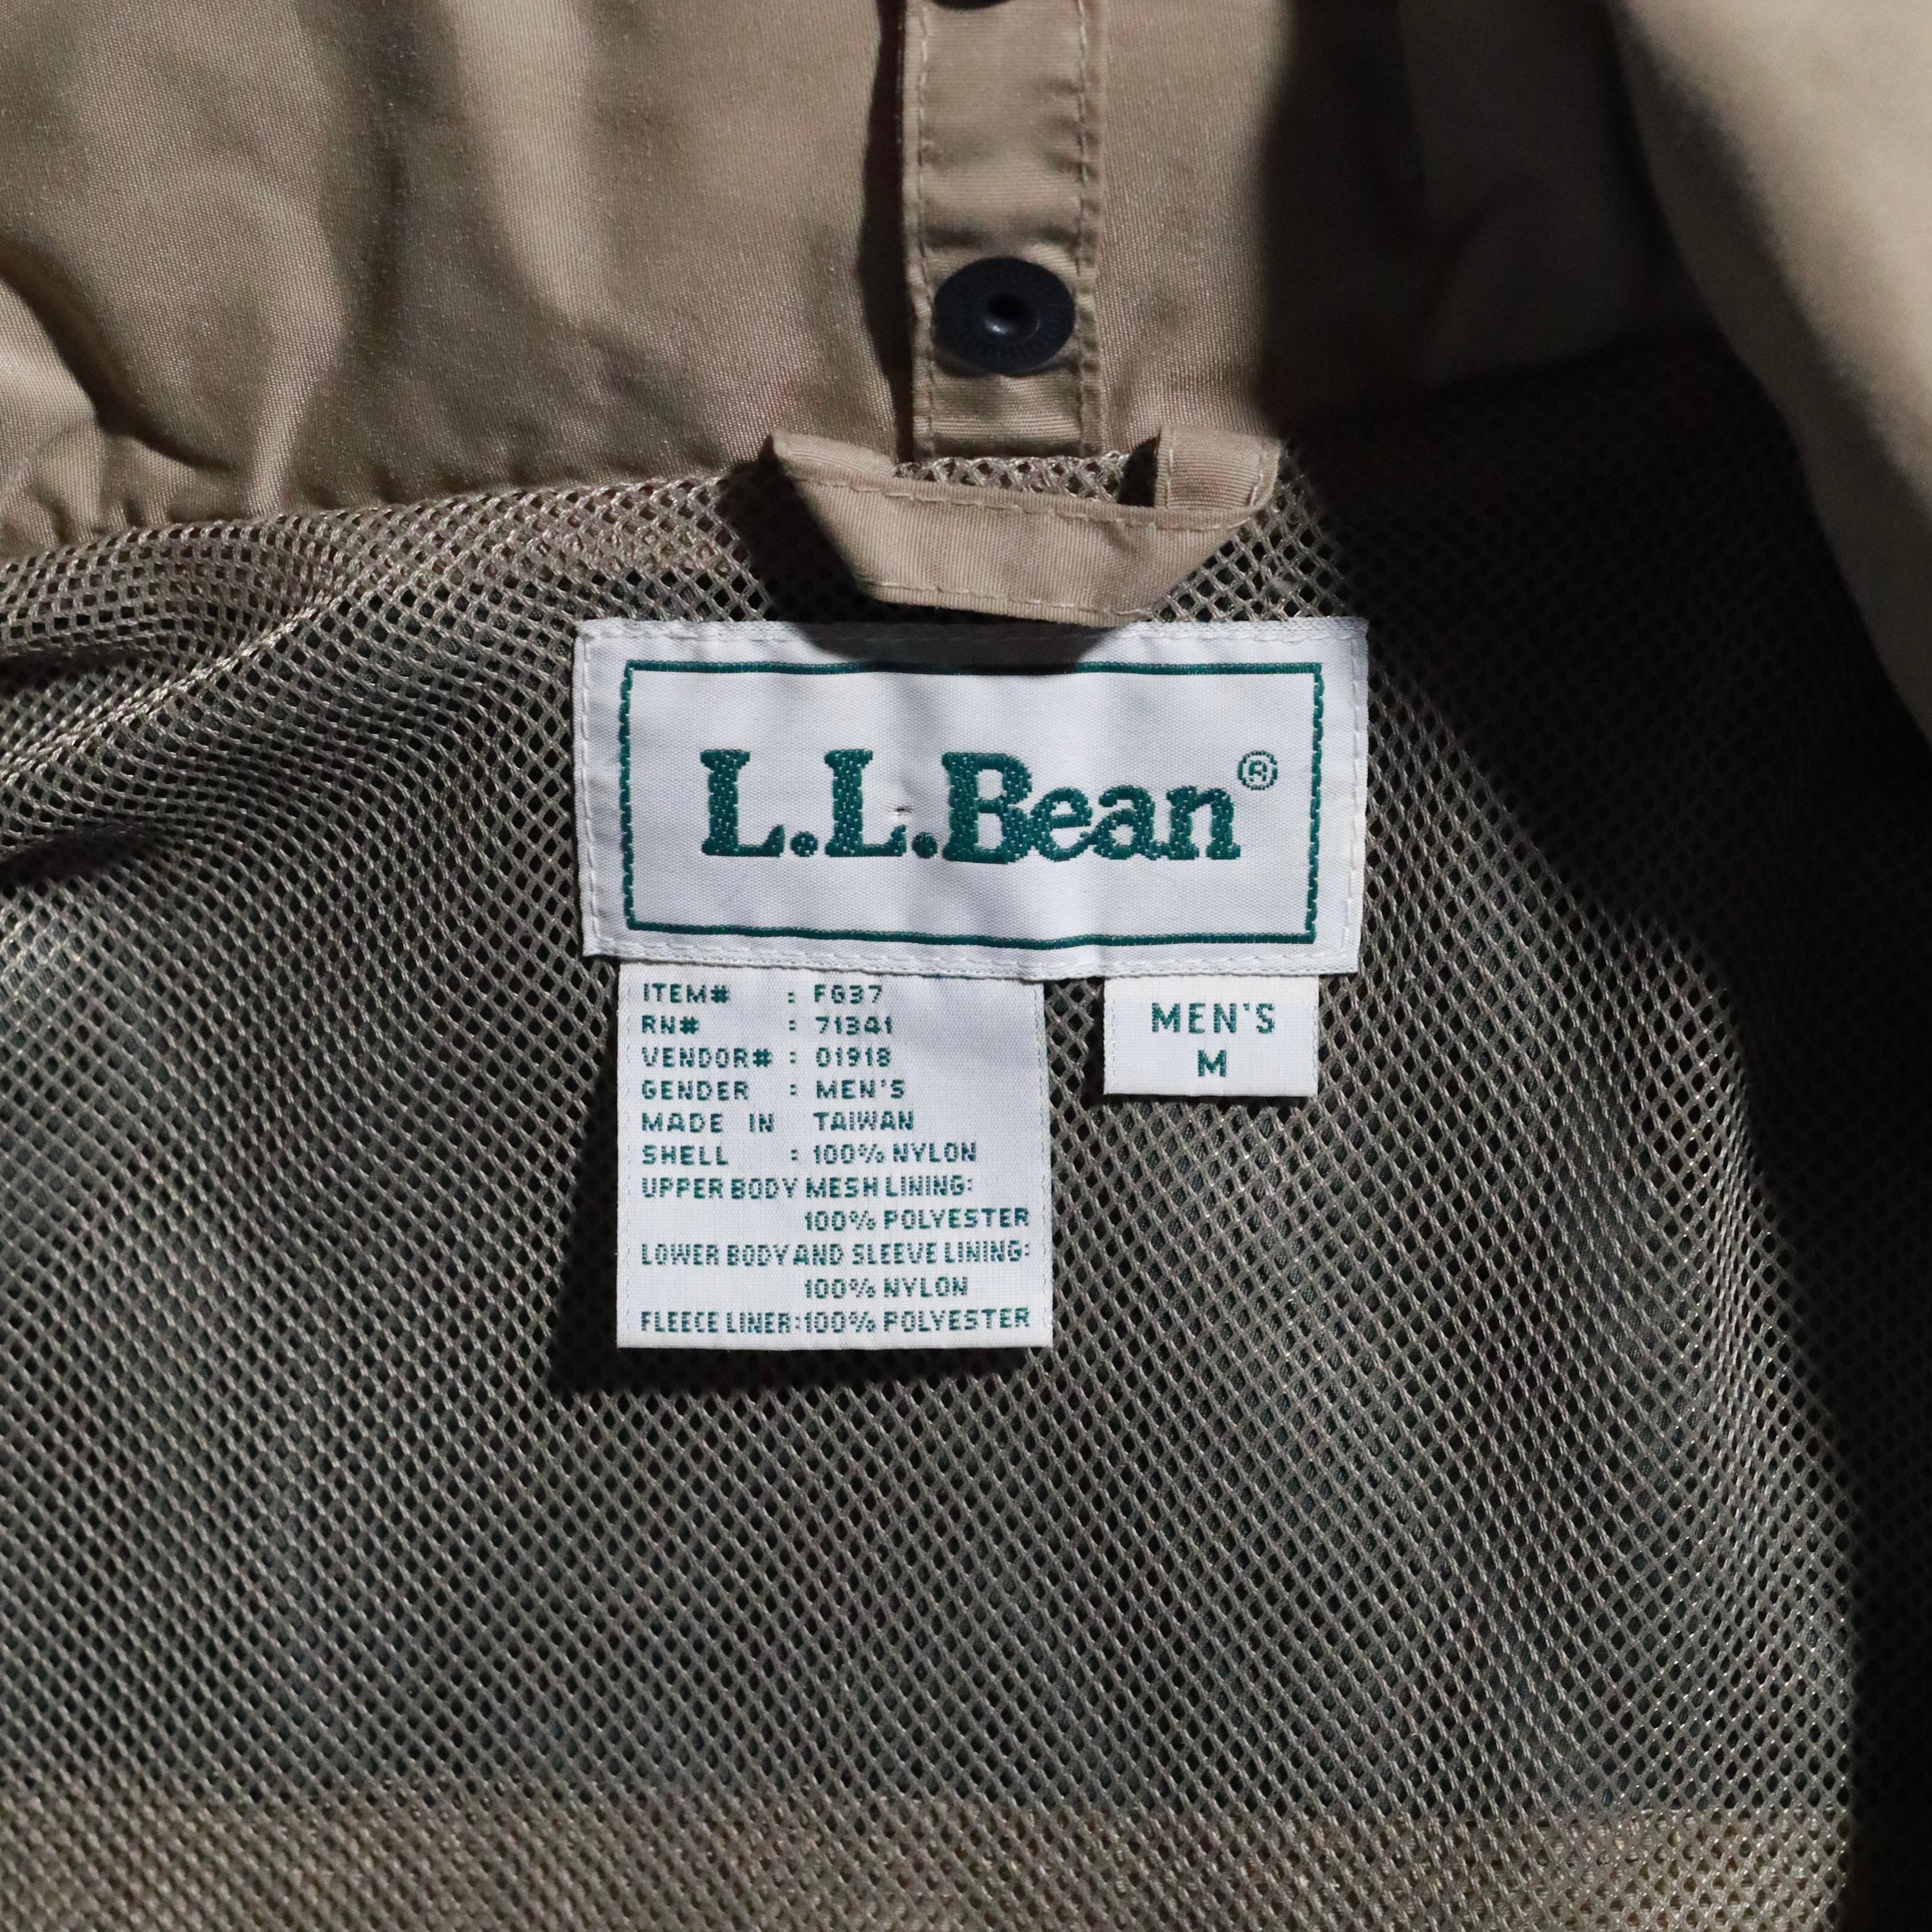 L.L.Bean®
ITEM# : FG37
RN# : 71341
VENDOR# : 01918
GENDER : MEN'S
MADE IN TAIWAN
SHELL : 100% NYLON
UPPER BODY MESH LINING:
100% POLYESTER
LOWER BODY AND SLEEVE LINING:
100% NYLON
FLEECE LINER:100% POLYESTER
MEN'S
M